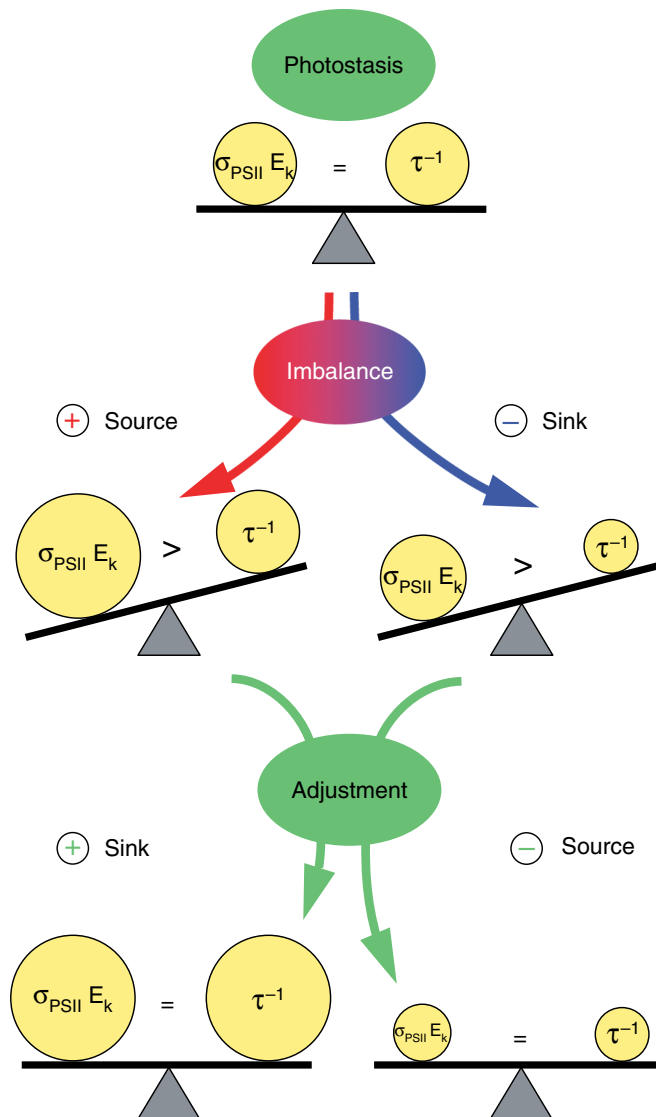 Photostasis
σPSII Ek = τ⁻¹
Imbalance
+ Source
− Sink
σPSII Ek > τ⁻¹
σPSII Ek > τ⁻¹
Adjustment
+ Sink
− Source
σPSII Ek = τ⁻¹
σPSII Ek = τ⁻¹